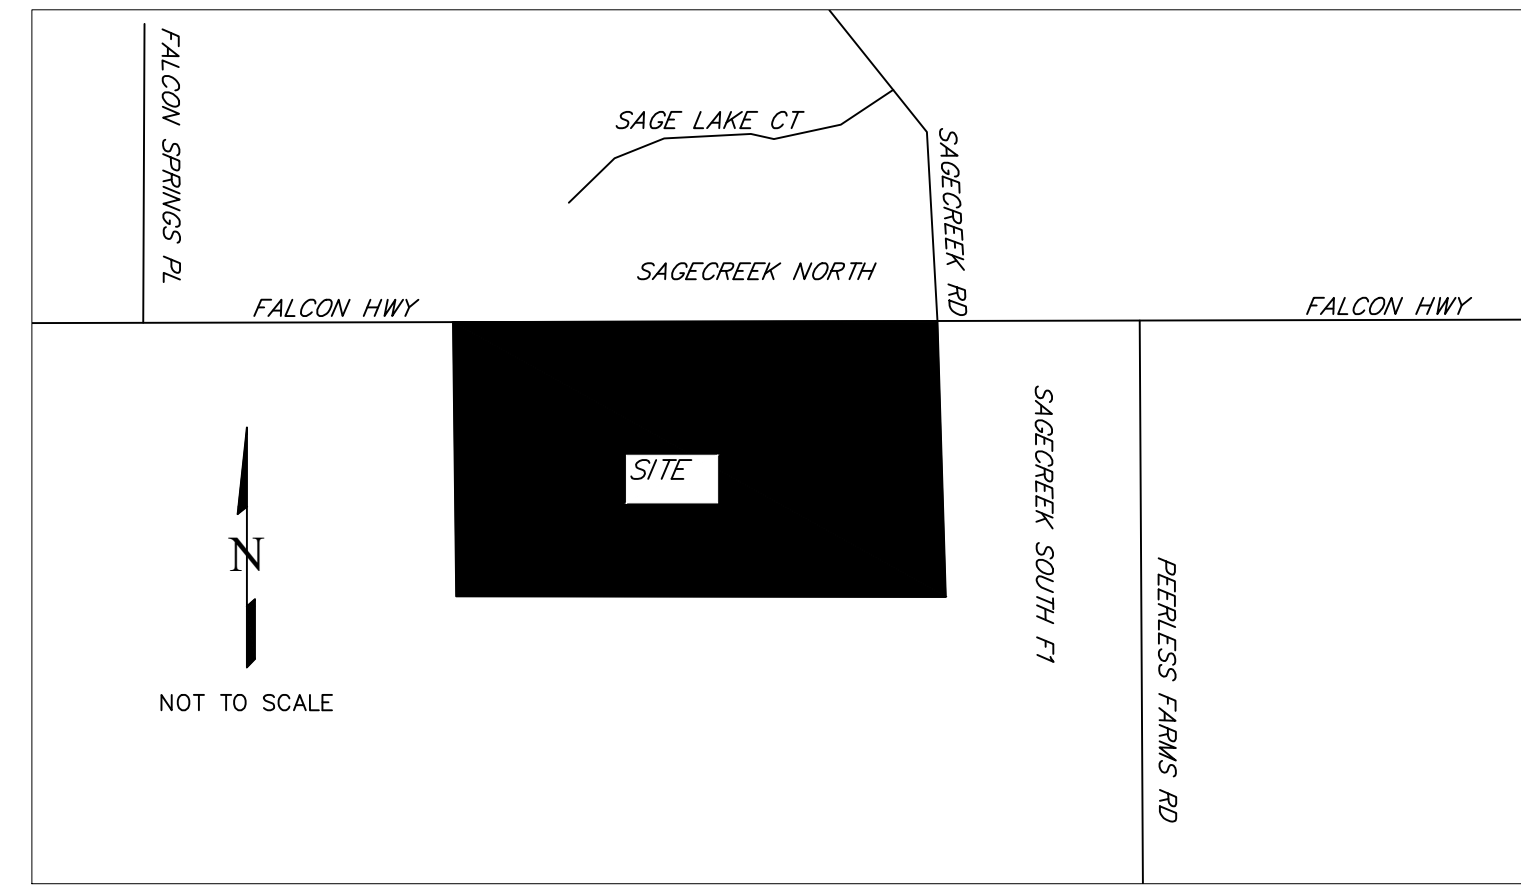 FALCON SPRINGS PL
SAGE LAKE CT
SAGECREEK RD
SAGECREEK NORTH
FALCON HWY
FALCON HWY
SITE
SAGECREEK SOUTH F1
N
PEERLESS FARMS RD
NOT TO SCALE